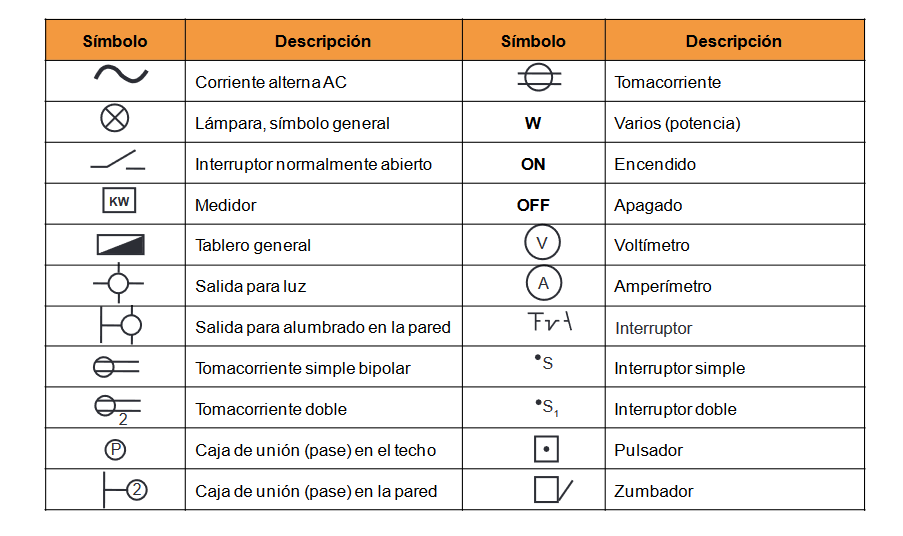 Símbolo Descripción Símbolo Descripción
Corriente alterna AC Tomacorriente
Lámpara, símbolo general W Varios (potencia)
Interruptor normalmente abierto ON Encendido
KW Medidor OFF Apagado
Tablero general V Voltímetro
Salida para luz A Amperímetro
Salida para alumbrado en la pared Interruptor
Tomacorriente simple bipolar •S Interruptor simple
2 Tomacorriente doble •S₁ Interruptor doble
P Caja de unión (pase) en el techo Pulsador
2 Caja de unión (pase) en la pared Zumbador